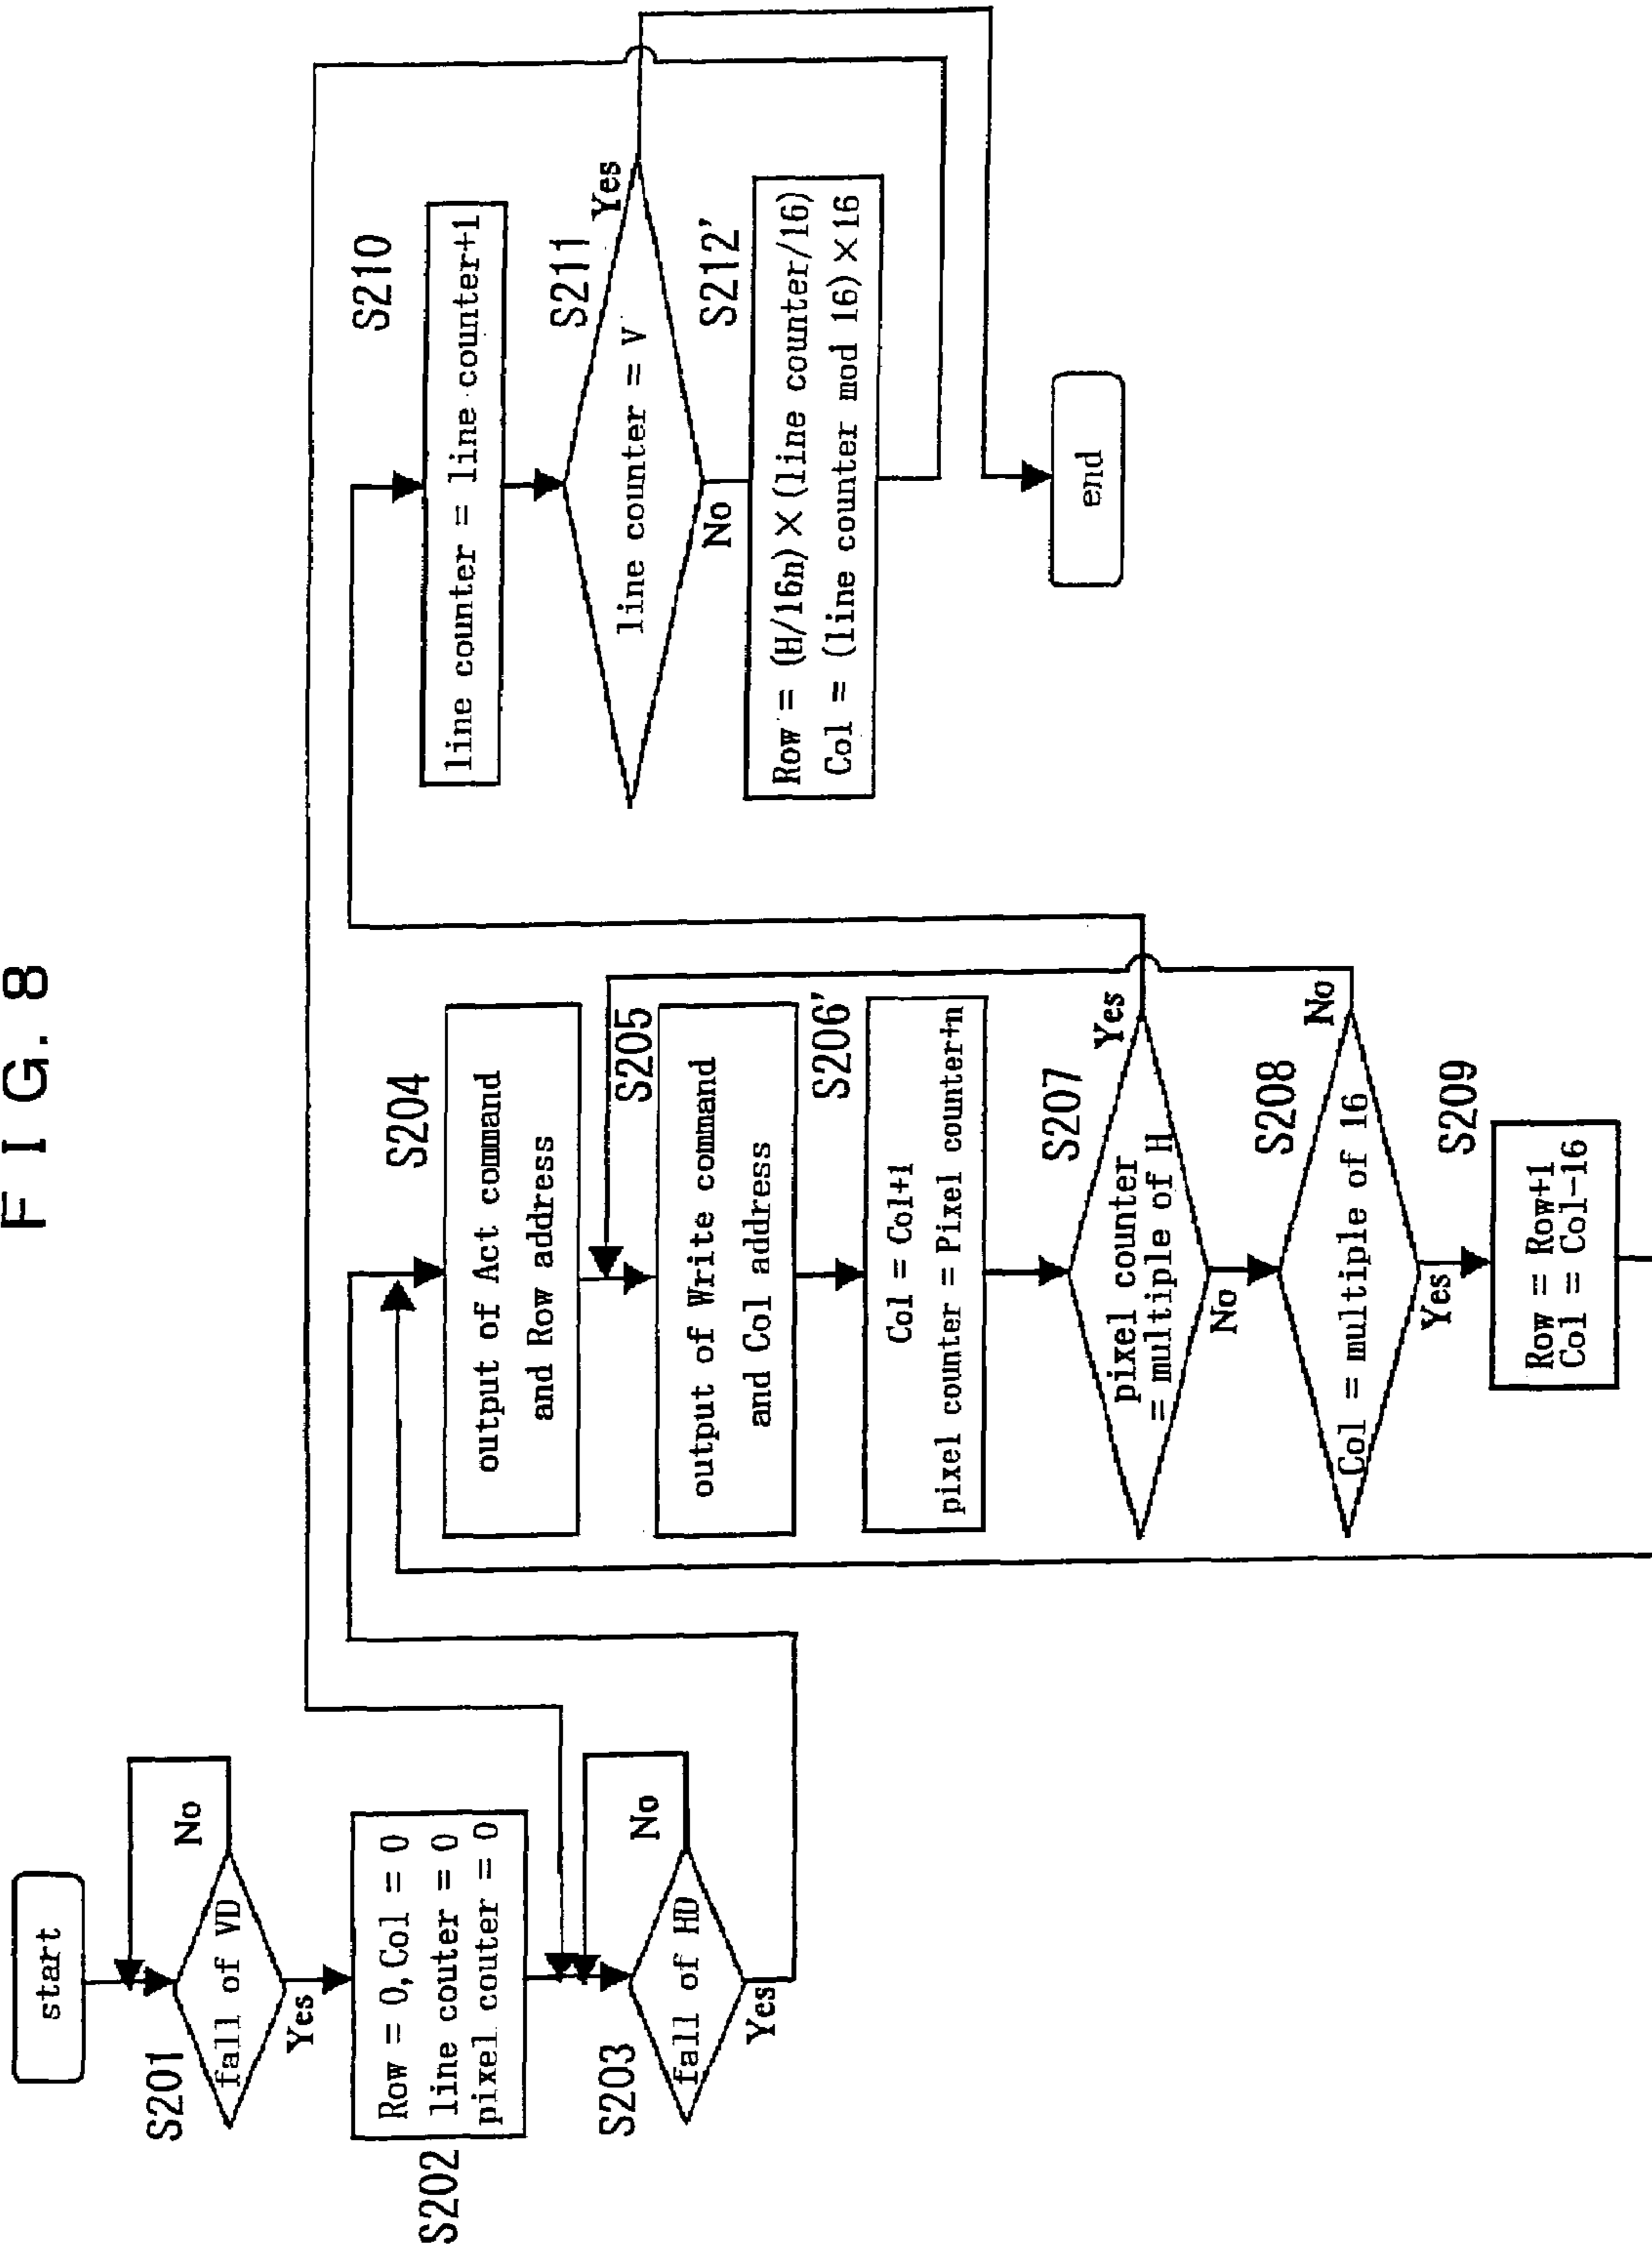 FIG. 8
start
S201
fall of VD
No
Yes
S202
Row = 0, Col = 0
line couter = 0
pixel couter = 0
S203
fall of HD
No
Yes
S204
output of Act command
and Row address
S205
output of Write command
and Col address
S206'
Col = Col+1
pixel counter = Pixel counter+n
S207
pixel counter
= multiple of H
Yes
No
S208
Col = multiple of 16
No
Yes
S209
Row = Row+1
Col = Col-16
S210
line counter = line counter+1
S211
line counter = V
Yes
No
S212'
Row = (H/16n)×(line counter/16)
Col = (line counter mod 16)×16
end